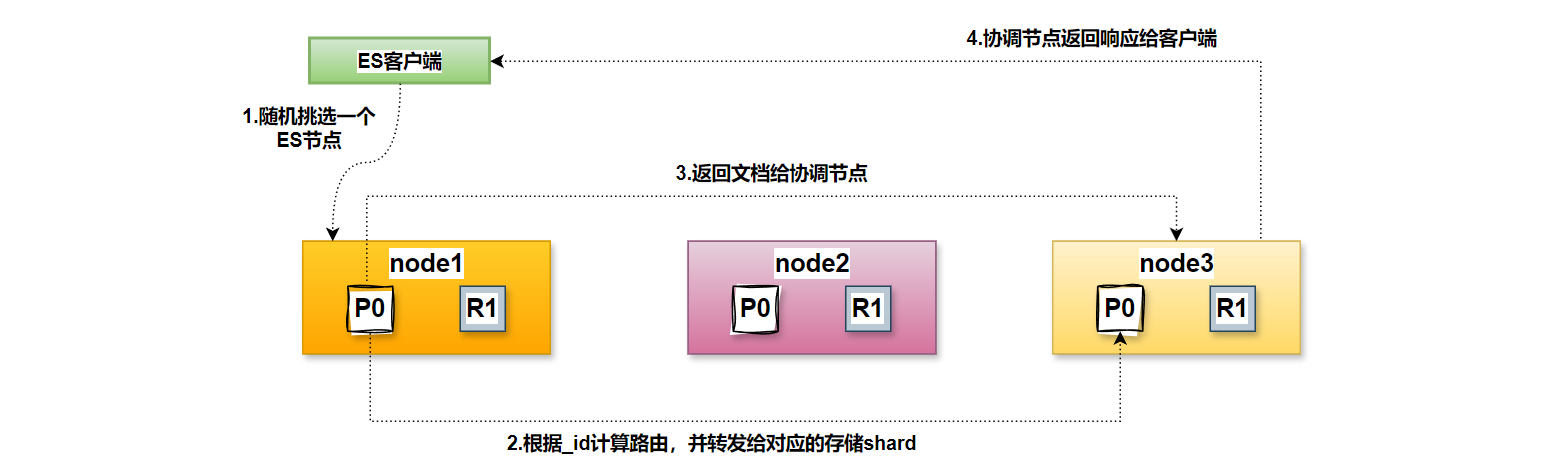 4.协调节点返回响应给客户端
ES客户端
1.随机挑选一个
ES节点
3.返回文档给协调节点
node1
node2
node3
P0
R1
P0
R1
P0
R1
2.根据_id计算路由，并转发给对应的存储shard